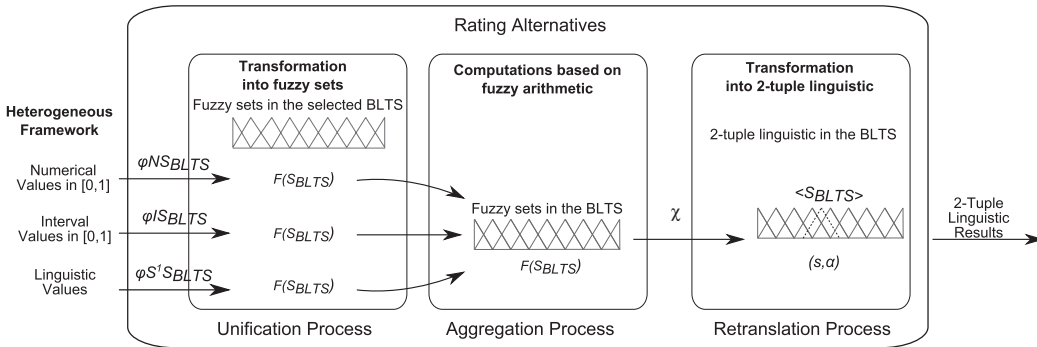 Rating Alternatives
Heterogeneous
Framework
Numerical
Values in [0,1]
Interval
Values in [0,1]
Linguistic
Values
φNS_BLTS
φIS_BLTS
φS¹S_BLTS
Transformation
into fuzzy sets
Fuzzy sets in the selected BLTS
F(S_BLTS)
F(S_BLTS)
F(S_BLTS)
Unification Process
Computations based on
fuzzy arithmetic
Fuzzy sets in the BLTS
F(S_BLTS)
Aggregation Process
χ
Transformation
into 2-tuple linguistic
2-tuple linguistic in the BLTS
<S_BLTS>
(s,α)
Retranslation Process
2-Tuple
Linguistic
Results